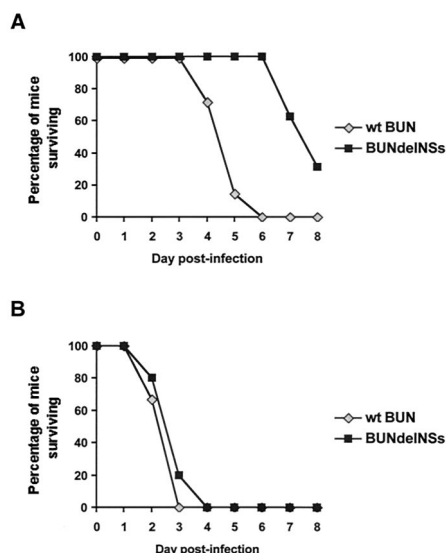 A
Percentage of mice
surviving
100
80
60
40
20
0
0 1 2 3 4 5 6 7 8
Day post-infection
wt BUN
BUNdelNSs
B
Percentage of mice
surviving
100
80
60
40
20
0
0 1 2 3 4 5 6 7 8
Day post-infection
wt BUN
BUNdelNSs